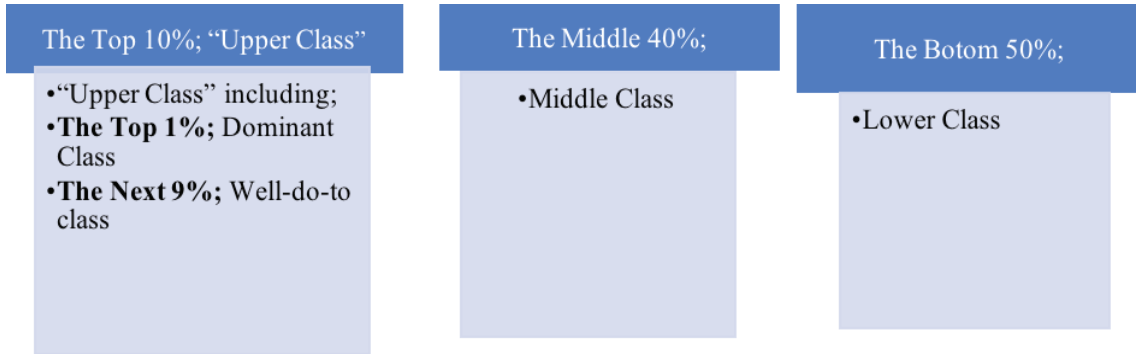 The Top 10%; “Upper Class”
•“Upper Class” including;
•The Top 1%; Dominant
Class
•The Next 9%; Well-do-to
class
The Middle 40%;
•Middle Class
The Botom 50%;
•Lower Class